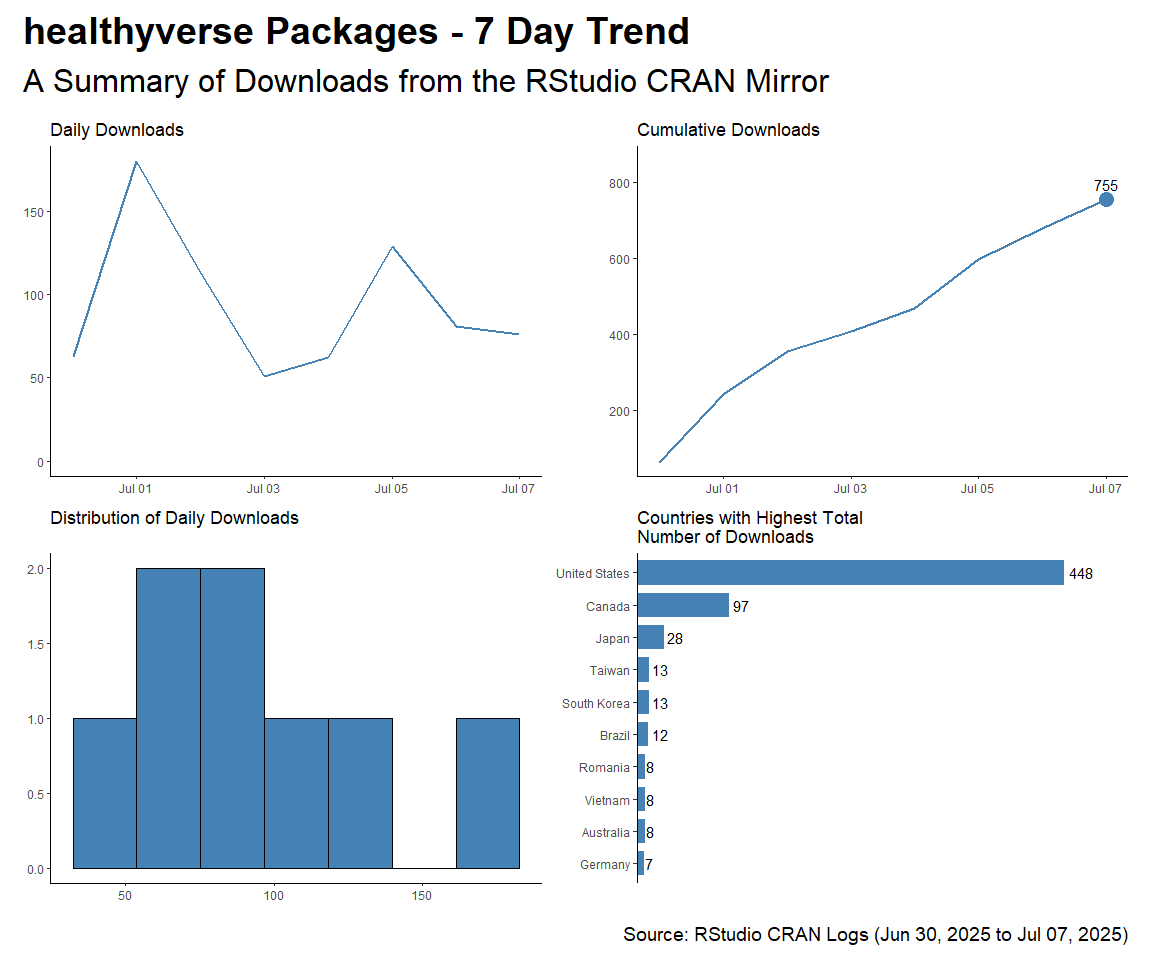 healthyverse Packages - 7 Day Trend
A Summary of Downloads from the RStudio CRAN Mirror
Daily Downloads
150
100
50
0
Jul 01 Jul 03 Jul 05 Jul 07
Cumulative Downloads
800
600
400
200
755
Jul 01 Jul 03 Jul 05 Jul 07
Distribution of Daily Downloads
2.0
1.5
1.0
0.5
0.0
50 100 150
Countries with Highest Total
Number of Downloads
United States 448
Canada 97
Japan 28
Taiwan 13
South Korea 13
Brazil 12
Romania 8
Vietnam 8
Australia 8
Germany 7
Source: RStudio CRAN Logs (Jun 30, 2025 to Jul 07, 2025)